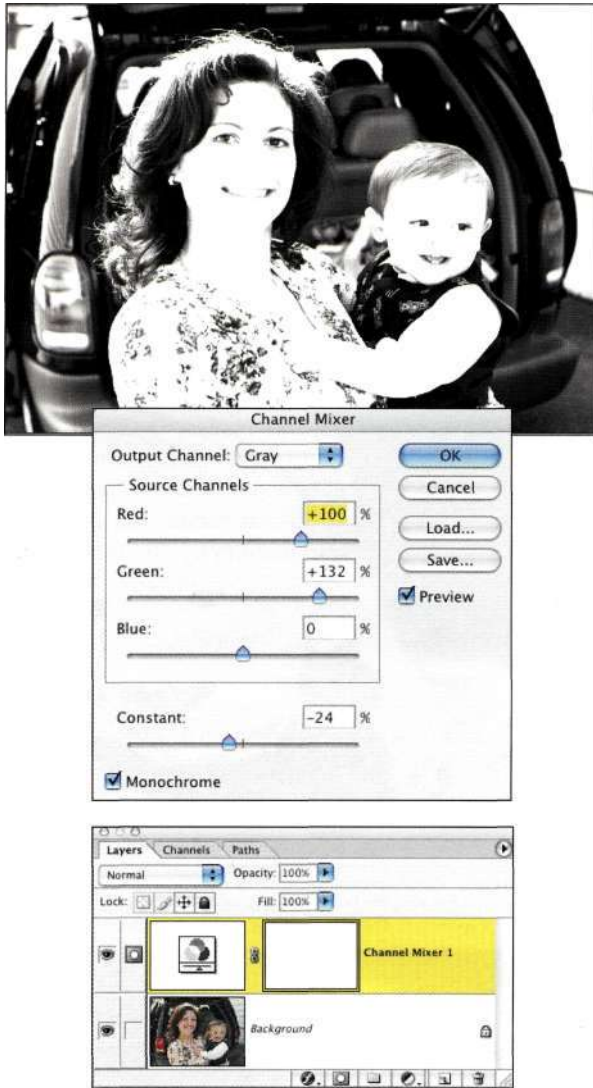 Channel Mixer
Output Channel: Gray
OK
Source Channels
Cancel
Red: +100 %
Load...
Green: +132 %
Save...
Preview
Blue: 0 %
Constant: -24 %
Monochrome
Layers Channels Paths
Normal Opacity: 100%
Lock: Fill: 100%
Channel Mixer 1
Background